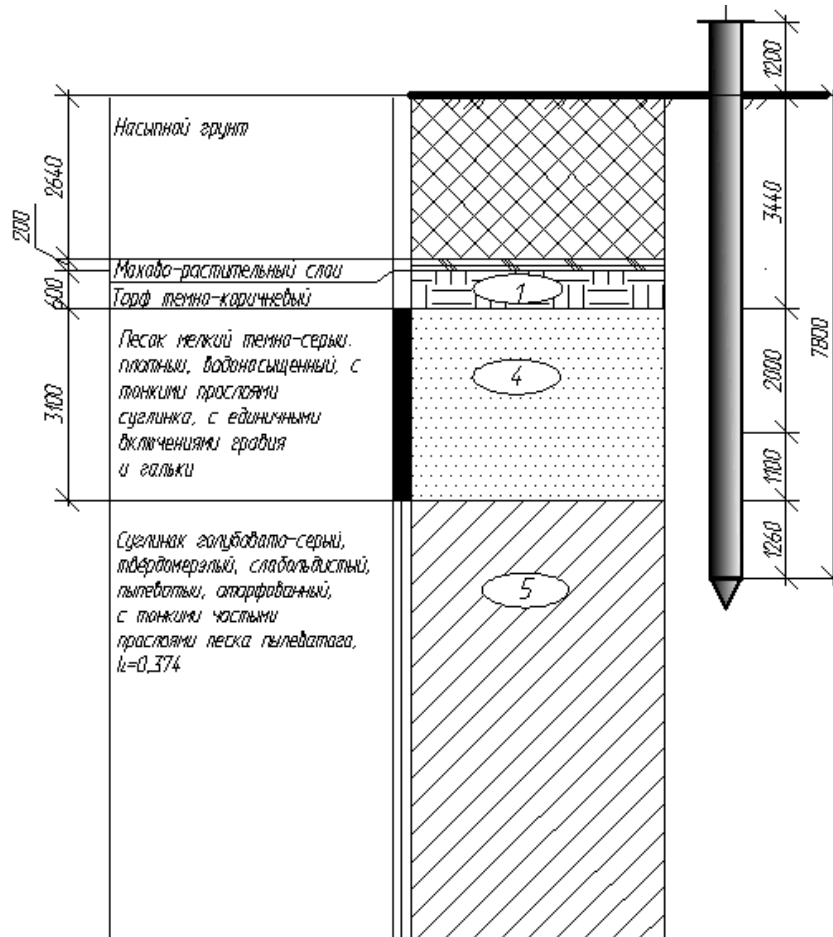 1200
Насыпной грунт
2640
3440
200
Мохово-растительный слой
600
Торф темно-коричневый
1
7800
Песок мелкий темно-серый.
плотный, водонасыщенный, с
тонкими прослоями
суглинка, с единичными
включениями гравия
и гальки
3100
4
2000
1100
1260
Суглинок голубовато-серый,
твёрдомерзлый, слабольдистый,
пылеватый, оторфованный,
с тонкими частыми
прослоями песка пылеватого,
IL=0,374
5